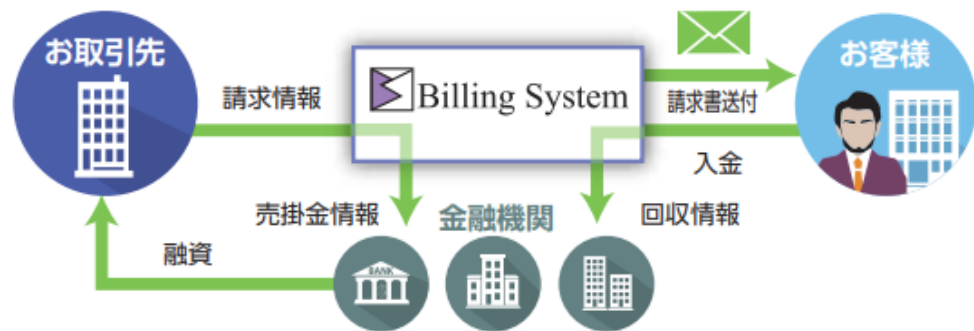 お取引先
請求情報
Billing System
請求書送付
お客様
入金
売掛金情報
金融機関
回収情報
融資
BANK